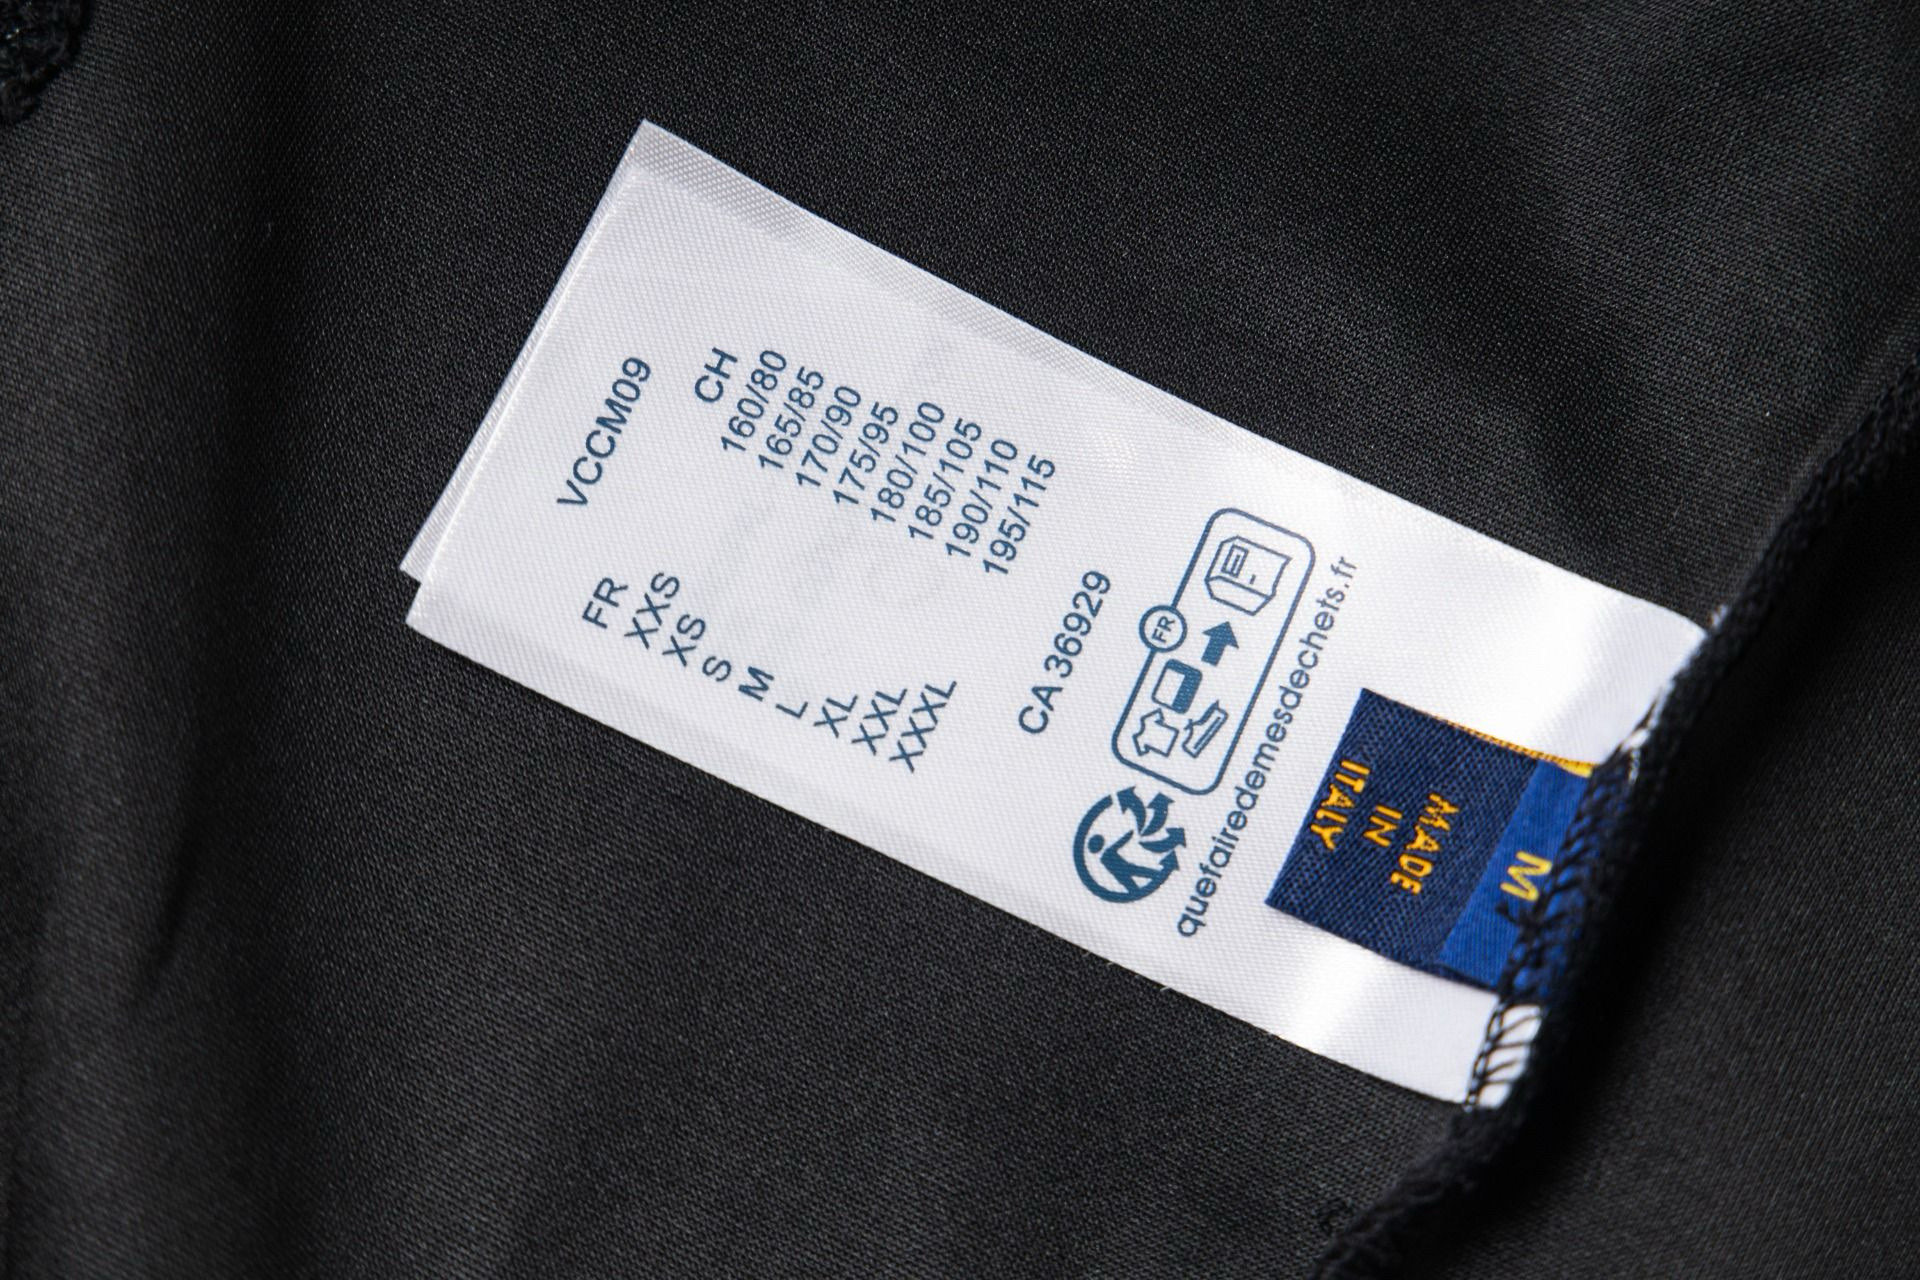 VCCM09
FR CH
XXS 160/80
XS 165/85
S 170/90
M 175/95
L 180/100
XL 185/105
XXL 190/110
XXXL 195/115
CA 36929
FR
quefairedemesdechets.fr
MADE
IN
ITALY
M